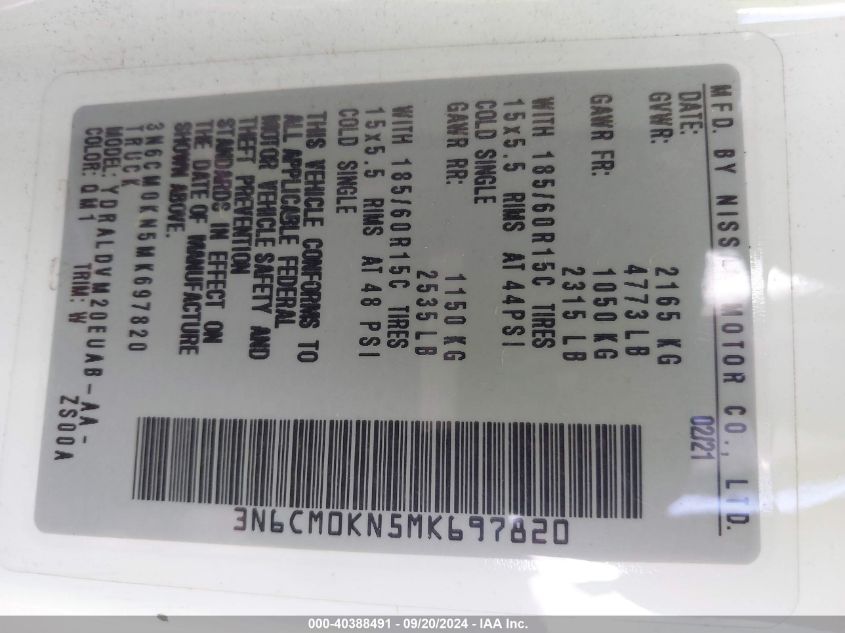 MFD. BY NISSAN MOTOR CO., LTD.
DATE: 02/21
GVWR: 2165 KG
4773 LB
GAWR FR: 1050 KG
2315 LB
WITH 185/60R15C TIRES
15x5.5 RIMS AT 44PSI
COLD SINGLE
GAWR RR: 1150 KG
2535 LB
WITH 185/60R15C TIRES
15x5.5 RIMS AT 48 PSI
COLD SINGLE
THIS VEHICLE CONFORMS TO
ALL APPLICABLE FEDERAL
MOTOR VEHICLE SAFETY AND
THEFT PREVENTION
STANDARDS IN EFFECT ON
THE DATE OF MANUFACTURE
SHOWN ABOVE.
3N6CM0KN5MK697820
TRUCK
MODEL: YDRALDVM20EUAB-AA-
COLOR: QM1 TRIM: W ZS00A
3N6CM0KN5MK697820
000-40388491 - 09/20/2024 - IAA Inc.